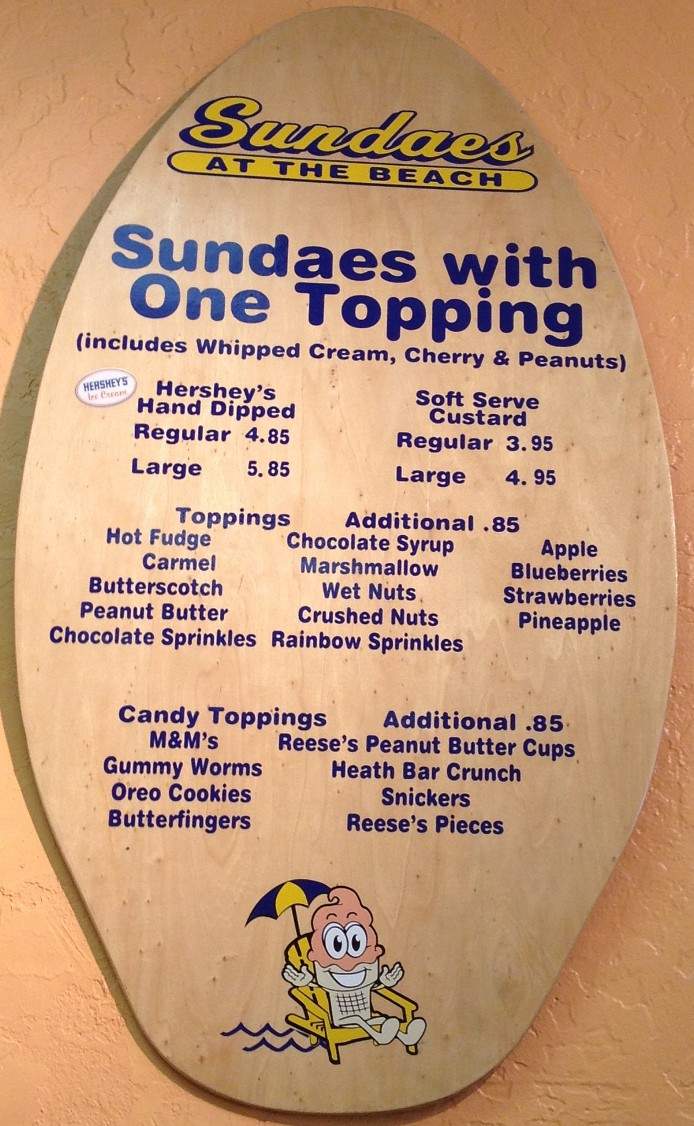 Sundaes
AT THE BEACH
Sundaes with
One Topping
(includes Whipped Cream, Cherry & Peanuts)
HERSHEY'S
Ice Cream
Hershey's
Hand Dipped
Regular 4.85
Large 5.85
Soft Serve
Custard
Regular 3.95
Large 4.95
Toppings Additional .85
Hot Fudge Chocolate Syrup Apple
Carmel Marshmallow Blueberries
Butterscotch Wet Nuts Strawberries
Peanut Butter Crushed Nuts Pineapple
Chocolate Sprinkles Rainbow Sprinkles
Candy Toppings Additional .85
M&M's Reese's Peanut Butter Cups
Gummy Worms Heath Bar Crunch
Oreo Cookies Snickers
Butterfingers Reese's Pieces